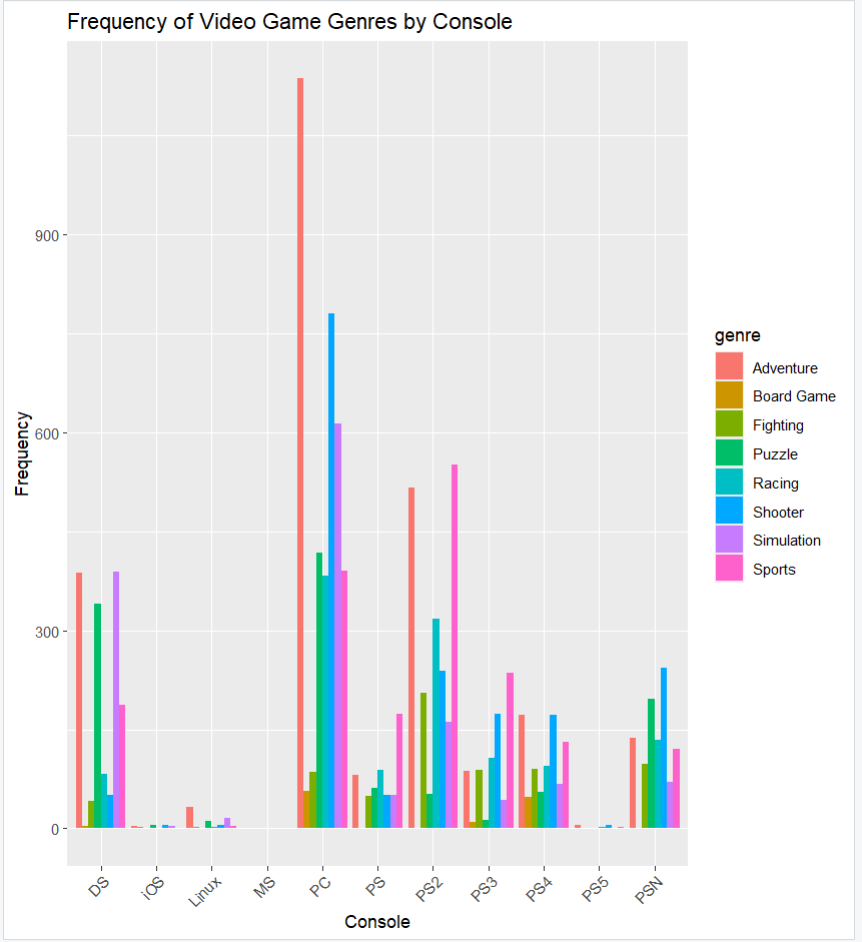 Frequency of Video Game Genres by Console
900
600
300
0
Frequency
DS
iOS
Linux
MS
PC
PS
PS2
PS3
PS4
PS5
PSN
Console
genre
Adventure
Board Game
Fighting
Puzzle
Racing
Shooter
Simulation
Sports